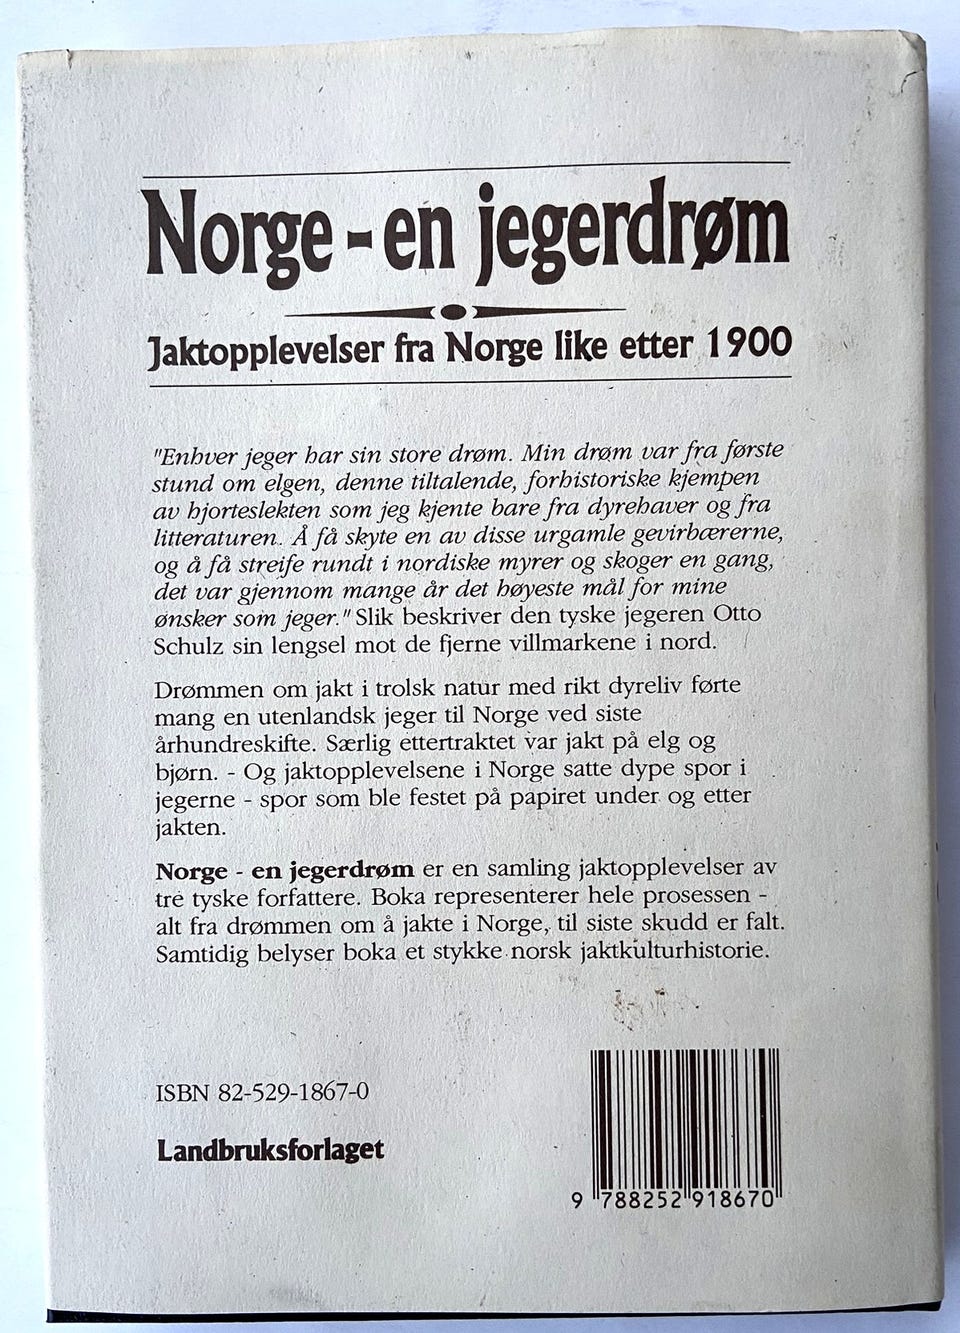 Norge - en jegerdrøm
Jaktopplevelser fra Norge like etter 1900
"Enhver jeger har sin store drøm. Min drøm var fra første
stund om elgen, denne tiltalende, forhistoriske kjempen
av hjorteslekten som jeg kjente bare fra dyrehaver og fra
litteraturen. Å få skyte en av disse urgamle gevirbærerne,
og å få streife rundt i nordiske myrer og skoger en gang,
det var gjennom mange år det høyeste mål for mine
ønsker som jeger." Slik beskriver den tyske jegeren Otto
Schulz sin lengsel mot de fjerne villmarkene i nord.
Drømmen om jakt i trolsk natur med rikt dyreliv førte
mang en utenlandsk jeger til Norge ved siste
århundreskifte. Særlig ettertraktet var jakt på elg og
bjørn. - Og jaktopplevelsene i Norge satte dype spor i
jegerne - spor som ble festet på papiret under og etter
jakten.
Norge - en jegerdrøm er en samling jaktopplevelser av
tre tyske forfattere. Boka representerer hele prosessen -
alt fra drømmen om å jakte i Norge, til siste skudd er falt.
Samtidig belyser boka et stykke norsk jaktkulturhistorie.
ISBN 82-529-1867-0
Landbruksforlaget
9 788252 918670